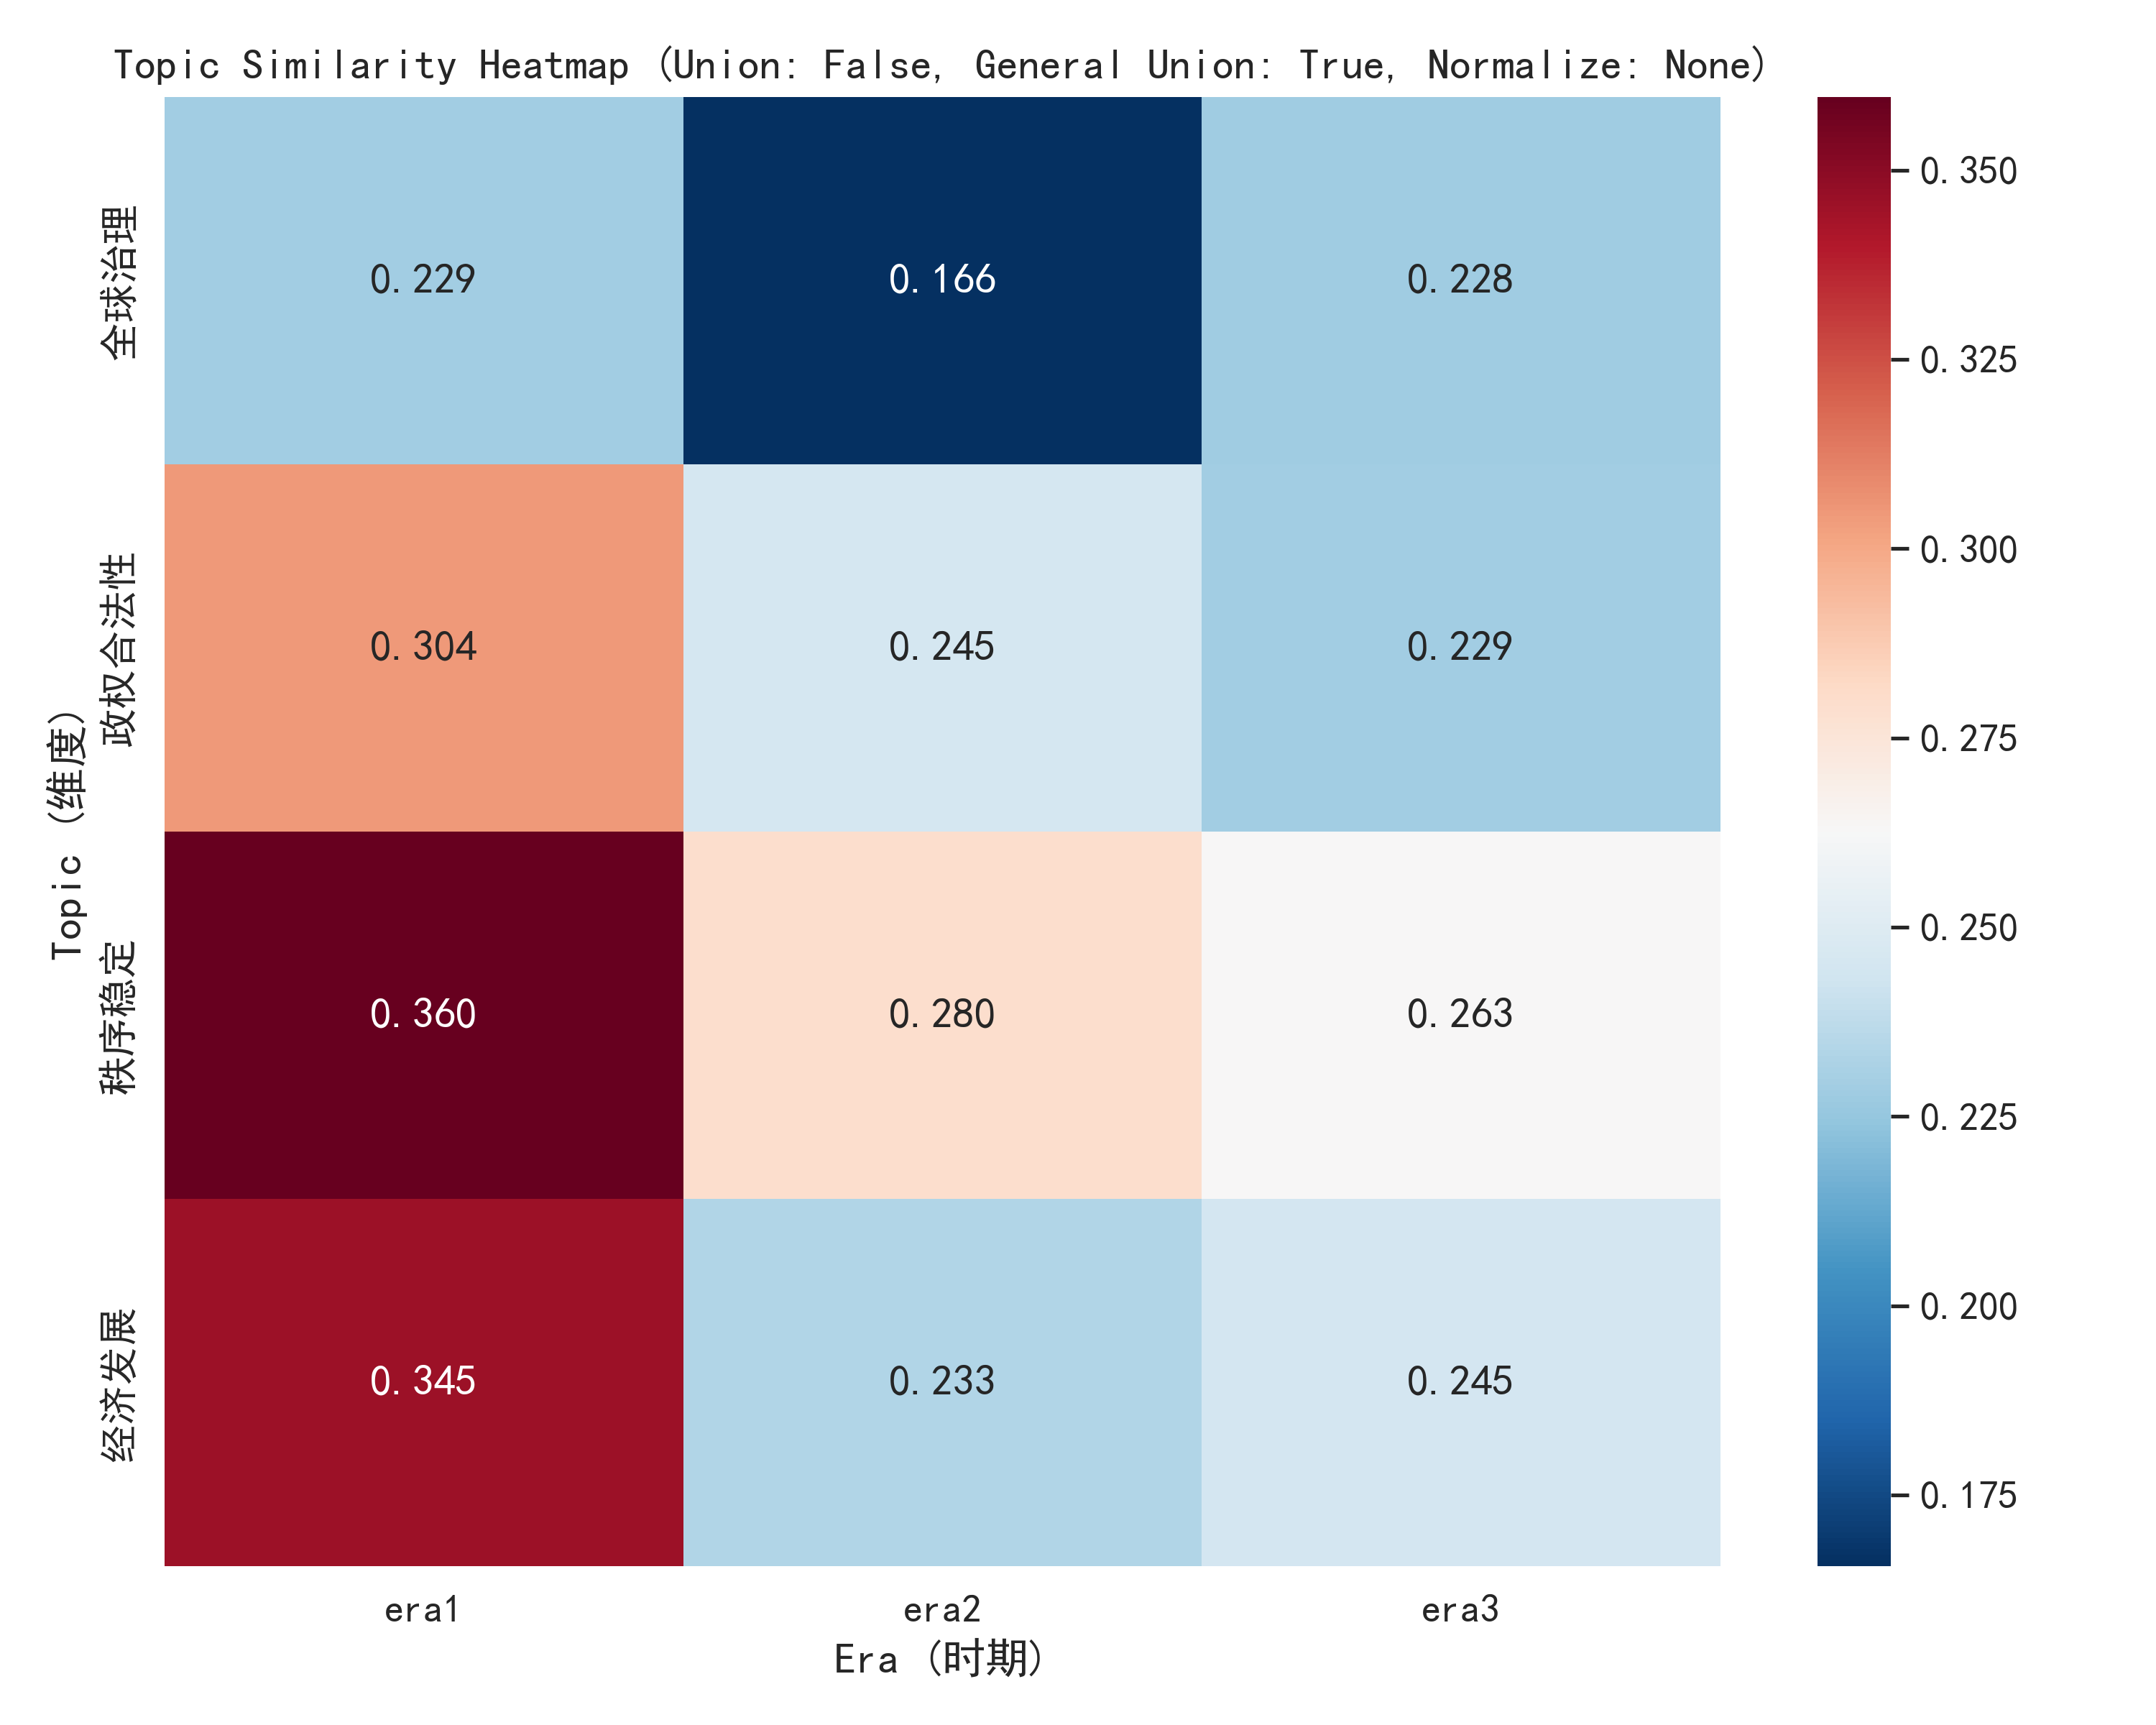 Topic Similarity Heatmap (Union: False, General Union: True, Normalize: None)
Topic (维度)
全球治理
0.229
0.166
0.228
政权合法性
0.304
0.245
0.229
秩序稳定
0.360
0.280
0.263
经济发展
0.345
0.233
0.245
era1
era2
era3
Era (时期)
0.350
0.325
0.300
0.275
0.250
0.225
0.200
0.175